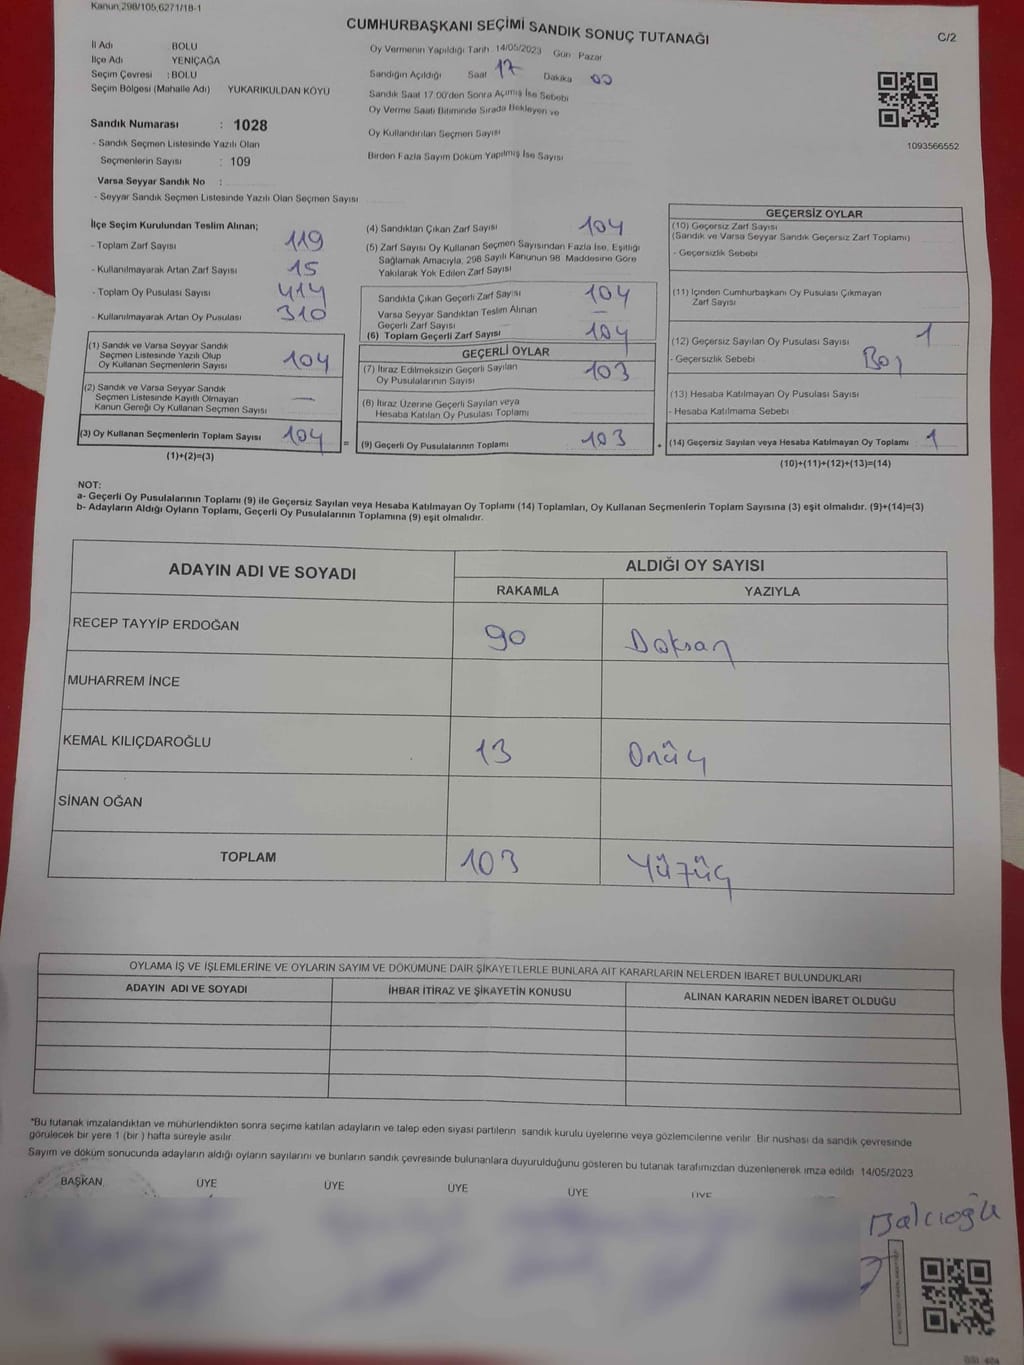 Kanun,298/105,6271/18-1
CUMHURBAŞKANI SEÇİMİ SANDIK SONUÇ TUTANAĞI
C/2
İl Adı BOLU
İlçe Adı YENİÇAĞA
Seçim Çevresi : BOLU
Seçim Bölgesi (Mahalle Adı) YUKARIKULDAN KÖYÜ
Oy Vermenin Yapıldığı Tarih 14/05/2023 Gün Pazar
Sandığın Açıldığı Saat 17 Dakika 00
Sandık Saat 17:00'den Sonra Açılmış İse Sebebi
Oy Verme Saati Bitiminde Sırada Bekleyen ve
Oy Kullandırılan Seçmen Sayısı
Birden Fazla Sayım Döküm Yapılmış İse Sayısı
1093566552
Sandık Numarası : 1028
- Sandık Seçmen Listesinde Yazılı Olan
Seçmenlerin Sayısı : 109
Varsa Seyyar Sandık No :
- Seyyar Sandık Seçmen Listesinde Yazılı Olan Seçmen Sayısı
İlçe Seçim Kurulundan Teslim Alınan;
- Toplam Zarf Sayısı 119
- Kullanılmayarak Artan Zarf Sayısı 15
- Toplam Oy Pusulası Sayısı 414
- Kullanılmayarak Artan Oy Pusulası 310
(1) Sandık ve Varsa Seyyar Sandık
Seçmen Listesinde Yazılı Olup
Oy Kullanan Seçmenlerin Sayısı 104
(2) Sandık ve Varsa Seyyar Sandık
Seçmen Listesinde Kayıtlı Olmayan
Kanun Gereği Oy Kullanan Seçmen Sayısı —
(3) Oy Kullanan Seçmenlerin Toplam Sayısı 104 =
(1)+(2)=(3)
(4) Sandıktan Çıkan Zarf Sayısı 104
(5) Zarf Sayısı Oy Kullanan Seçmen Sayısından Fazla İse, Eşitliği
Sağlamak Amacıyla, 298 Sayılı Kanunun 98 Maddesine Göre
Yakılarak Yok Edilen Zarf Sayısı
Sandıkta Çıkan Geçerli Zarf Sayısı 104
Varsa Seyyar Sandıktan Teslim Alınan
Geçerli Zarf Sayısı —
(6) Toplam Geçerli Zarf Sayısı 104
GEÇERLİ OYLAR
(7) İtiraz Edilmeksizin Geçerli Sayılan
Oy Pusulalarının Sayısı 103
(8) İtiraz Üzerine Geçerli Sayılan veya
Hesaba Katılan Oy Pusulası Toplamı
(9) Geçerli Oy Pusulalarının Toplamı 103 +
GEÇERSİZ OYLAR
(10) Geçersiz Zarf Sayısı
(Sandık ve Varsa Seyyar Sandık Geçersiz Zarf Toplamı)
- Geçersizlik Sebebi
(11) İçinden Cumhurbaşkanı Oy Pusulası Çıkmayan
Zarf Sayısı
(12) Geçersiz Sayılan Oy Pusulası Sayısı 1
- Geçersizlik Sebebi Boş
(13) Hesaba Katılmayan Oy Pusulası Sayısı
- Hesaba Katılmama Sebebi
(14) Geçersiz Sayılan veya Hesaba Katılmayan Oy Toplamı 1
(10)+(11)+(12)+(13)=(14)
NOT:
a- Geçerli Oy Pusulalarının Toplamı (9) ile Geçersiz Sayılan veya Hesaba Katılmayan Oy Toplamı (14) Toplamları, Oy Kullanan Seçmenlerin Toplam Sayısına (3) eşit olmalıdır. (9)+(14)=(3)
b- Adayların Aldığı Oyların Toplamı, Geçerli Oy Pusulalarının Toplamına (9) eşit olmalıdır.
ADAYIN ADI VE SOYADI
ALDIĞI OY SAYISI
RAKAMLA YAZIYLA
RECEP TAYYİP ERDOĞAN 90 Doksan
MUHARREM İNCE
KEMAL KILIÇDAROĞLU 13 Onüç
SİNAN OĞAN
TOPLAM 103 Yüzüç
OYLAMA İŞ VE İŞLEMLERİNE VE OYLARIN SAYIM VE DÖKÜMÜNE DAİR ŞİKAYETLERLE BUNLARA AİT KARARLARIN NELERDEN İBARET BULUNDUKLARI
ADAYIN ADI VE SOYADI İHBAR İTİRAZ VE ŞİKAYETİN KONUSU ALINAN KARARIN NEDEN İBARET OLDUĞU
*Bu tutanak imzalandıktan ve mühürlendikten sonra seçime katılan adayların ve talep eden siyasi partilerin sandık kurulu üyelerine veya gözlemcilerine verilir. Bir nüshası da sandık çevresinde
görülecek bir yere 1 (bir) hafta süreyle asılır.
Sayım ve döküm sonucunda adayların aldığı oyların sayılarını ve bunların sandık çevresinde bulunanlara duyurulduğunu gösteren bu tutanak tarafımızdan düzenlenerek imza edildi 14/05/2023
BAŞKAN ÜYE ÜYE ÜYE ÜYE ÜYE
Balcıoğlu